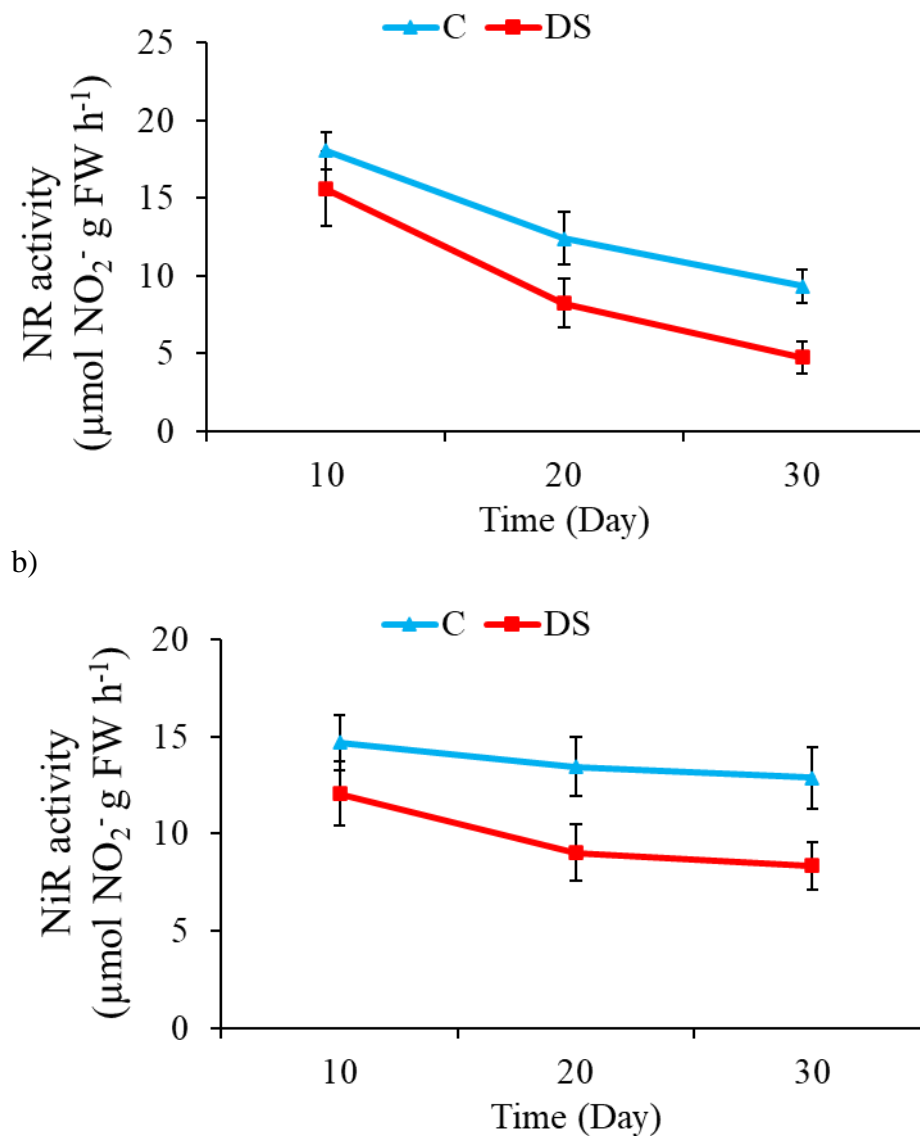 C DS
25
20
15
10
5
0
NR activity
(μmol NO₂⁻ g FW h⁻¹)
10 20 30
Time (Day)
b)
C DS
20
15
10
5
0
NiR activity
(μmol NO₂⁻ g FW h⁻¹)
10 20 30
Time (Day)